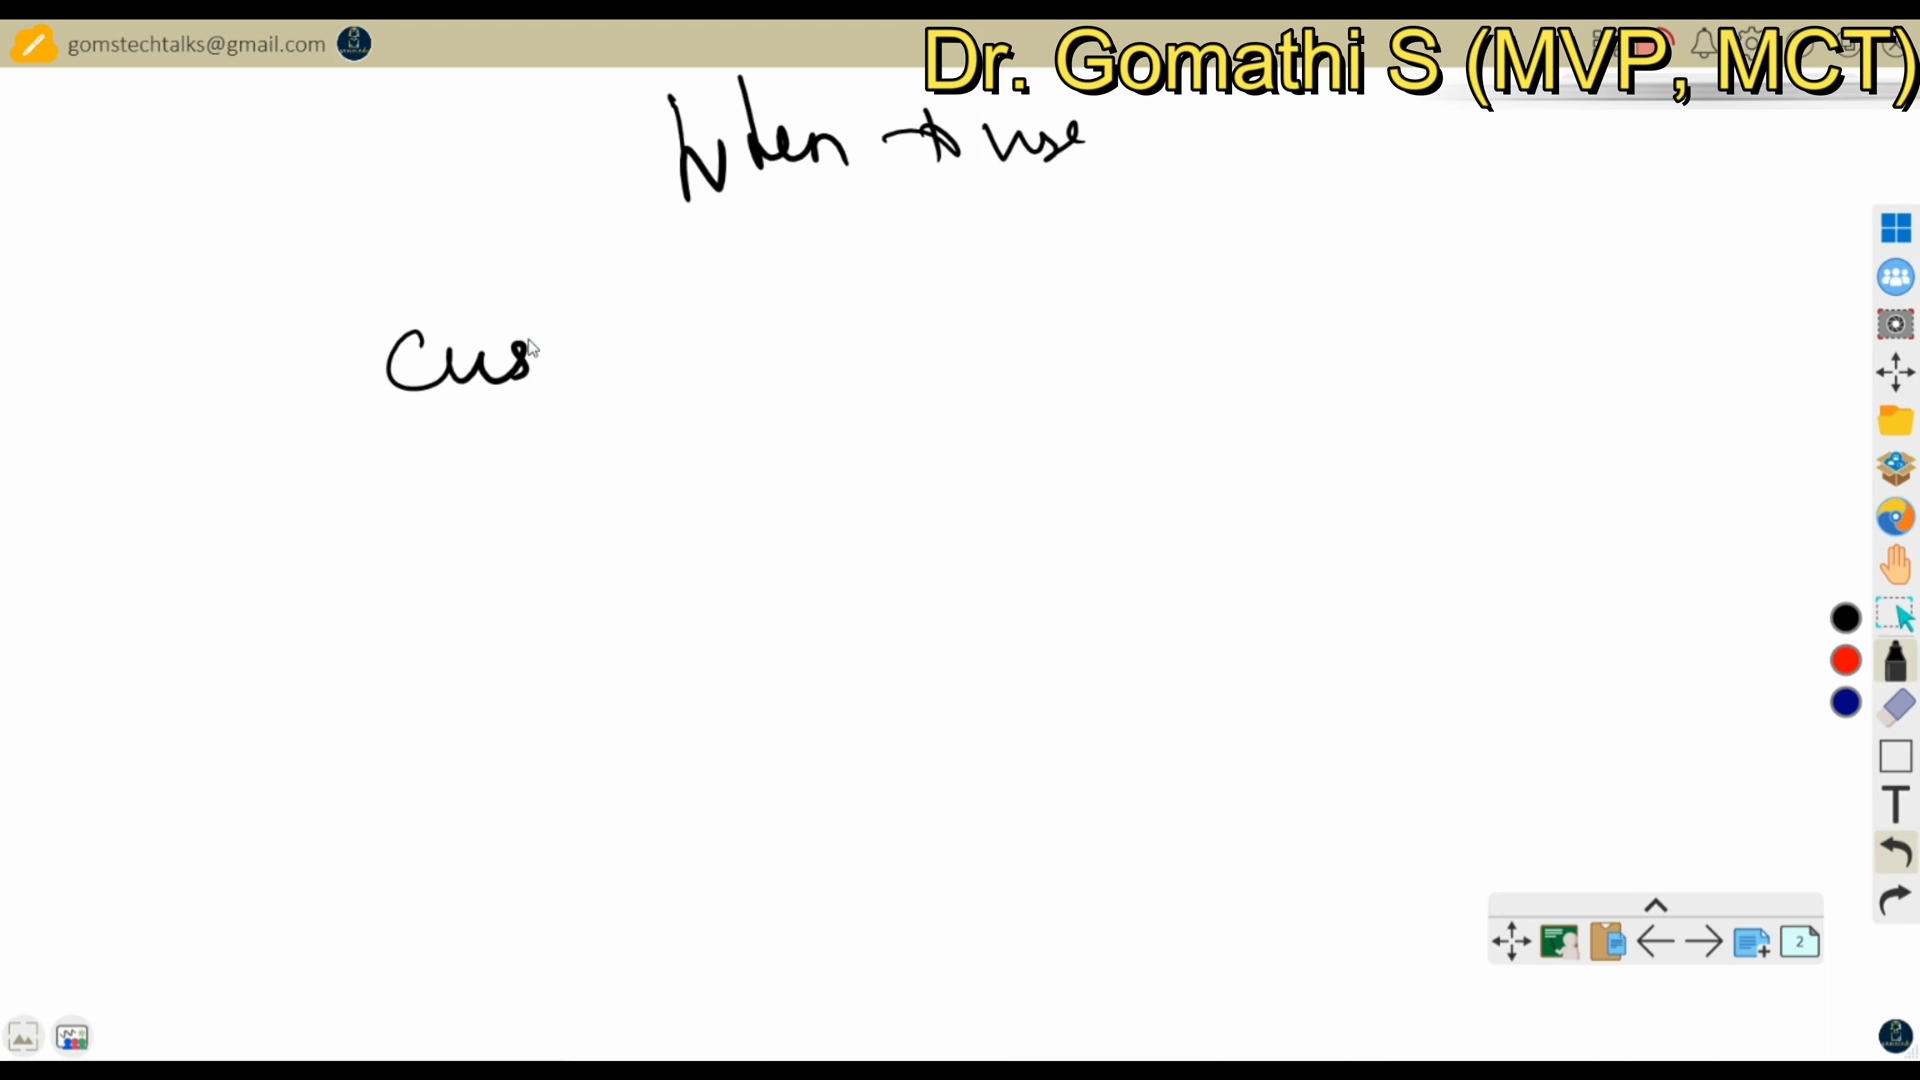 gomstechtalks@gmail.com
Dr. Gomathi S (MVP, MCT)
When to use
Cus
T
2